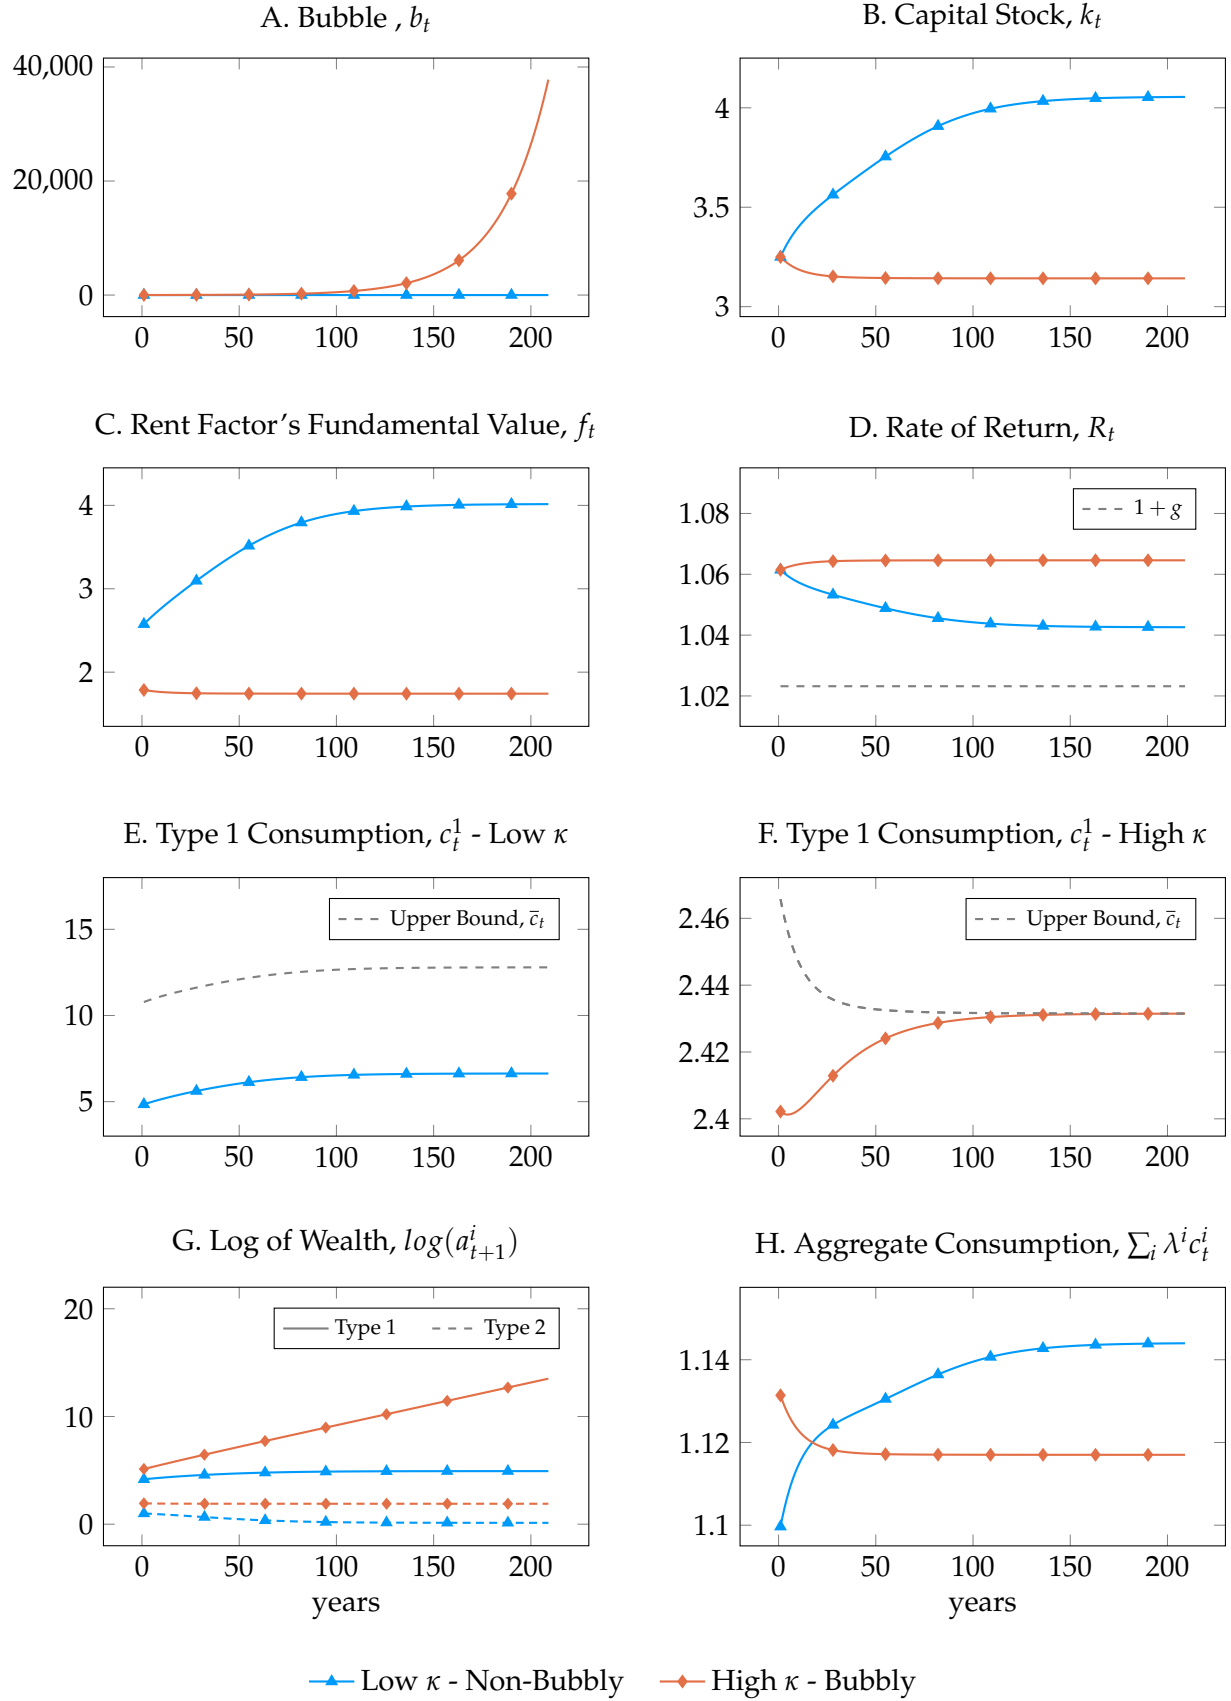 A. Bubble , b_t
40,000
20,000
0
0 50 100 150 200
B. Capital Stock, k_t
4
3.5
3
0 50 100 150 200
C. Rent Factor's Fundamental Value, f_t
4
3
2
0 50 100 150 200
D. Rate of Return, R_t
1 + g
1.08
1.06
1.04
1.02
0 50 100 150 200
E. Type 1 Consumption, c_t^1 - Low κ
Upper Bound, c̄_t
15
10
5
0 50 100 150 200
F. Type 1 Consumption, c_t^1 - High κ
Upper Bound, c̄_t
2.46
2.44
2.42
2.4
0 50 100 150 200
G. Log of Wealth, log(a_{t+1}^i)
Type 1 Type 2
20
10
0
0 50 100 150 200
years
H. Aggregate Consumption, ∑_i λ^i c_t^i
1.14
1.12
1.1
0 50 100 150 200
years
Low κ - Non-Bubbly High κ - Bubbly